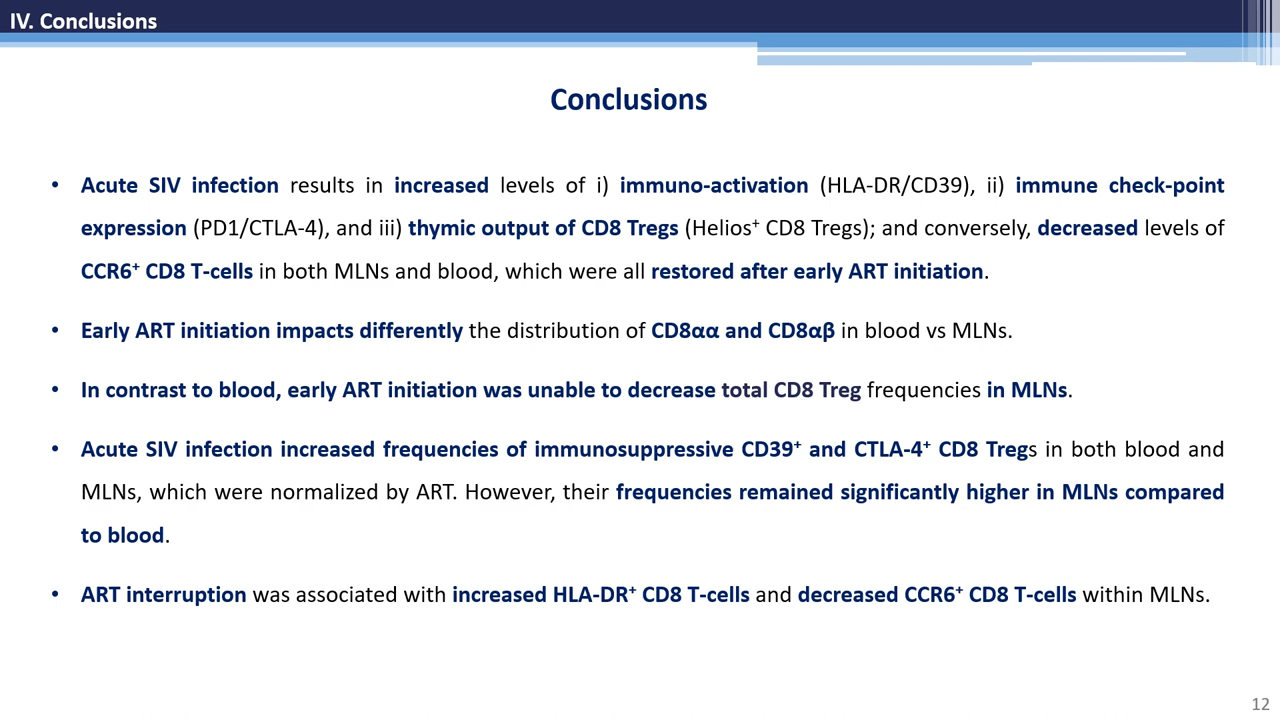 IV. Conclusions
Conclusions
• Acute SIV infection results in increased levels of i) immuno-activation (HLA-DR/CD39), ii) immune check-point
expression (PD1/CTLA-4), and iii) thymic output of CD8 Tregs (Helios⁺ CD8 Tregs); and conversely, decreased levels of
CCR6⁺ CD8 T-cells in both MLNs and blood, which were all restored after early ART initiation.
• Early ART initiation impacts differently the distribution of CD8αα and CD8αβ in blood vs MLNs.
• In contrast to blood, early ART initiation was unable to decrease total CD8 Treg frequencies in MLNs.
• Acute SIV infection increased frequencies of immunosuppressive CD39⁺ and CTLA-4⁺ CD8 Tregs in both blood and
MLNs, which were normalized by ART. However, their frequencies remained significantly higher in MLNs compared
to blood.
• ART interruption was associated with increased HLA-DR⁺ CD8 T-cells and decreased CCR6⁺ CD8 T-cells within MLNs.
12